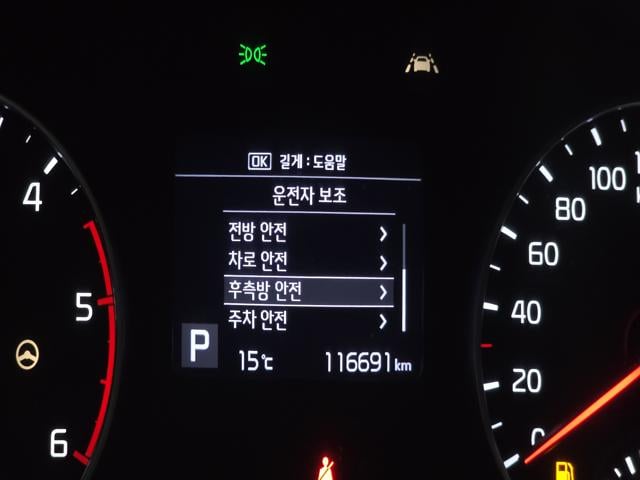 OK 길게 : 도움말
운전자 보조
전방 안전
차로 안전
후측방 안전
주차 안전
P
15℃ 116691 km
4
5
6
100
80
60
40
20
0